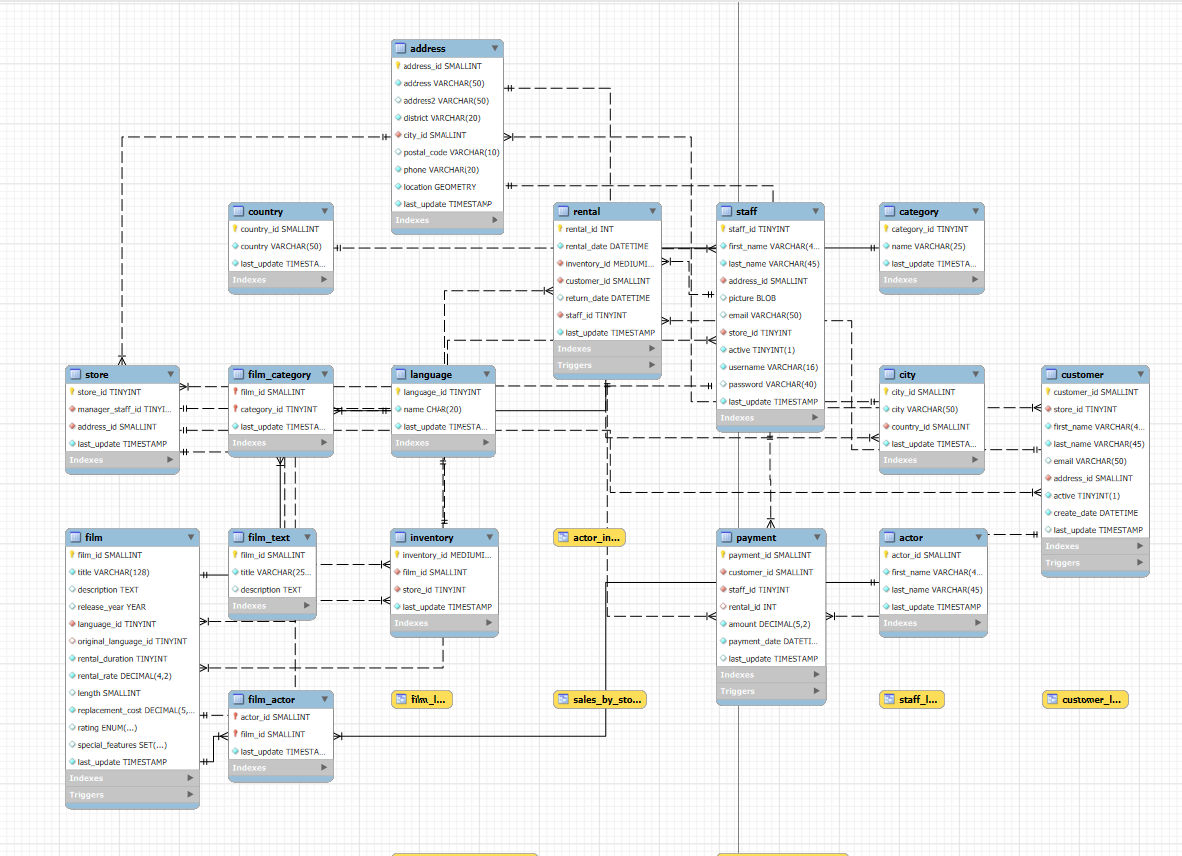 address
address_id SMALLINT
address VARCHAR(50)
address2 VARCHAR(50)
district VARCHAR(20)
city_id SMALLINT
postal_code VARCHAR(10)
phone VARCHAR(20)
location GEOMETRY
last_update TIMESTAMP
Indexes
country
country_id SMALLINT
country VARCHAR(50)
last_update TIMESTA...
Indexes
rental
rental_id INT
rental_date DATETIME
inventory_id MEDIUMI...
customer_id SMALLINT
return_date DATETIME
staff_id TINYINT
last_update TIMESTAMP
Indexes
Triggers
staff
staff_id TINYINT
first_name VARCHAR(4...
last_name VARCHAR(45)
address_id SMALLINT
picture BLOB
email VARCHAR(50)
store_id TINYINT
active TINYINT(1)
username VARCHAR(16)
password VARCHAR(40)
last_update TIMESTAMP
Indexes
category
category_id TINYINT
name VARCHAR(25)
last_update TIMESTA...
Indexes
store
store_id TINYINT
manager_staff_id TINYI...
address_id SMALLINT
last_update TIMESTAMP
Indexes
film_category
film_id SMALLINT
category_id TINYINT
last_update TIMESTA...
Indexes
language
language_id TINYINT
name CHAR(20)
last_update TIMESTAMP
Indexes
city
city_id SMALLINT
city VARCHAR(50)
country_id SMALLINT
last_update TIMESTA...
Indexes
customer
customer_id SMALLINT
store_id TINYINT
first_name VARCHAR(4...
last_name VARCHAR(45)
email VARCHAR(50)
address_id SMALLINT
active TINYINT(1)
create_date DATETIME
last_update TIMESTAMP
Indexes
Triggers
film
film_id SMALLINT
title VARCHAR(128)
description TEXT
release_year YEAR
language_id TINYINT
original_language_id TINYINT
rental_duration TINYINT
rental_rate DECIMAL(4,2)
length SMALLINT
replacement_cost DECIMAL(5,...
rating ENUM(...)
special_features SET(...)
last_update TIMESTAMP
Indexes
Triggers
film_text
film_id SMALLINT
title VARCHAR(25...
description TEXT
Indexes
inventory
inventory_id MEDIUMI...
film_id SMALLINT
store_id TINYINT
last_update TIMESTAMP
Indexes
actor_in...
payment
payment_id SMALLINT
customer_id SMALLINT
staff_id TINYINT
rental_id INT
amount DECIMAL(5,2)
payment_date DATETI...
last_update TIMESTAMP
Indexes
Triggers
actor
actor_id SMALLINT
first_name VARCHAR(4...
last_name VARCHAR(45)
last_update TIMESTAMP
Indexes
film_actor
actor_id SMALLINT
film_id SMALLINT
last_update TIMESTA...
Indexes
film_l...
sales_by_sto...
staff_l...
customer_l...